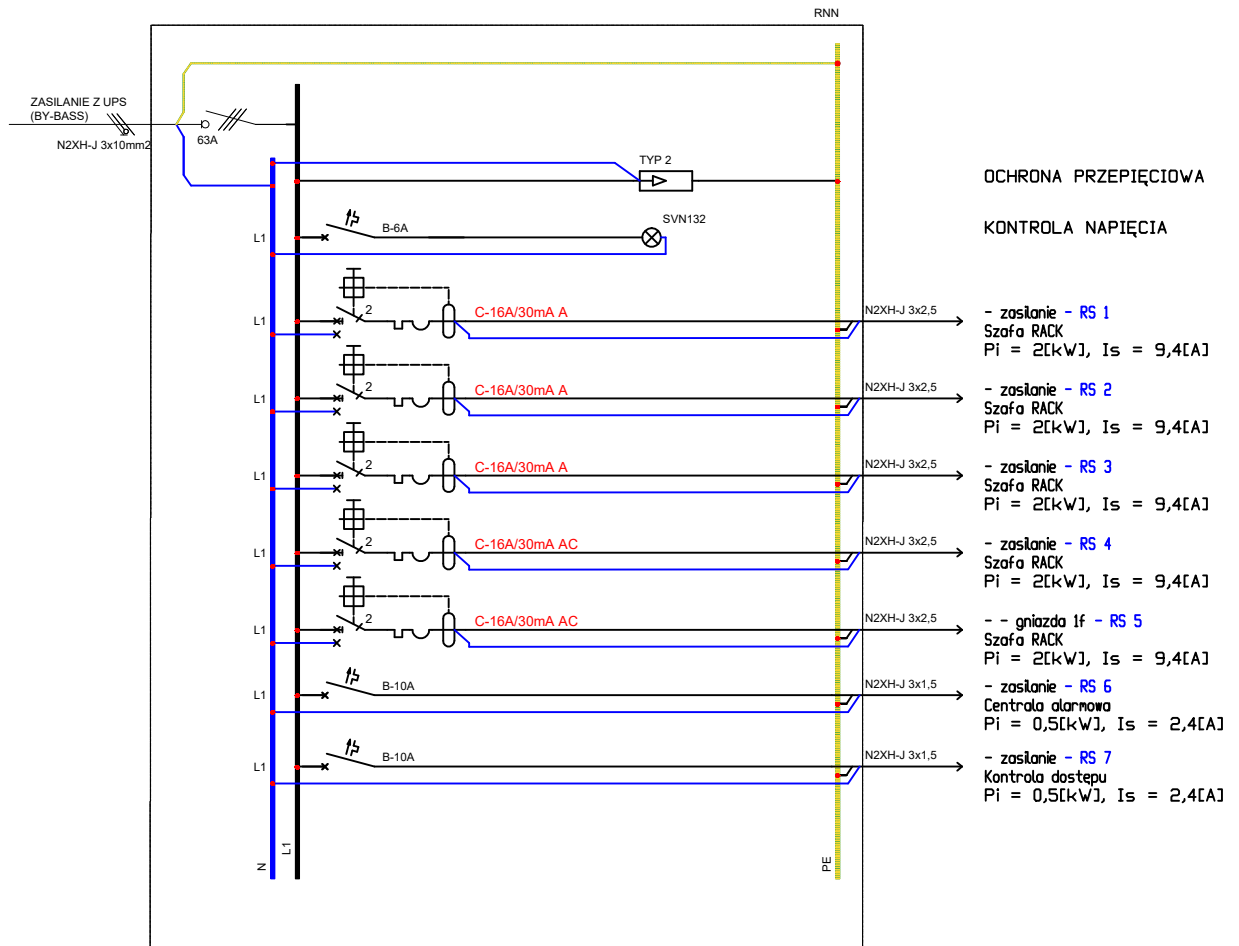 RNN
ZASILANIE Z UPS
(BY-BASS)
N2XH-J 3x10mm2
63A
TYP 2
OCHRONA PRZEPIĘCIOWA
L1
B-6A
SVN132
KONTROLA NAPIĘCIA
L1
2
C-16A/30mA A
N2XH-J 3x2,5
- zasilanie - RS 1
Szafa RACK
Pi = 2[kW], Is = 9,4[A]
L1
2
C-16A/30mA A
N2XH-J 3x2,5
- zasilanie - RS 2
Szafa RACK
Pi = 2[kW], Is = 9,4[A]
L1
2
C-16A/30mA A
N2XH-J 3x2,5
- zasilanie - RS 3
Szafa RACK
Pi = 2[kW], Is = 9,4[A]
L1
2
C-16A/30mA AC
N2XH-J 3x2,5
- zasilanie - RS 4
Szafa RACK
Pi = 2[kW], Is = 9,4[A]
L1
2
C-16A/30mA AC
N2XH-J 3x2,5
- - gniazda 1f - RS 5
Szafa RACK
Pi = 2[kW], Is = 9,4[A]
L1
B-10A
N2XH-J 3x1,5
- zasilanie - RS 6
Centrala alarmowa
Pi = 0,5[kW], Is = 2,4[A]
L1
B-10A
N2XH-J 3x1,5
- zasilanie - RS 7
Kontrola dostępu
Pi = 0,5[kW], Is = 2,4[A]
N
L1
PE